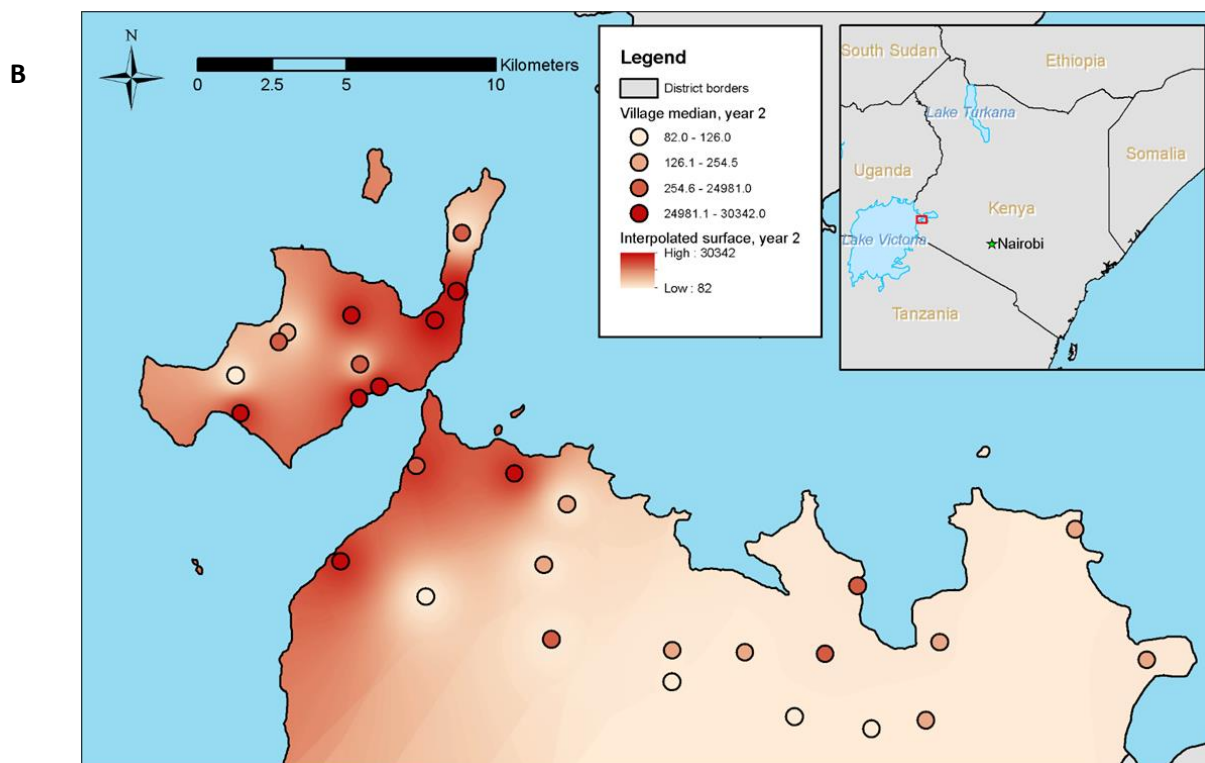 B
N
Kilometers
0 2.5 5 10
Legend
District borders
Village median, year 2
82.0 - 126.0
126.1 - 254.5
254.6 - 24981.0
24981.1 - 30342.0
Interpolated surface, year 2
High : 30342
Low : 82
South Sudan
Ethiopia
Lake Turkana
Somalia
Uganda
Kenya
Lake Victoria
Nairobi
Tanzania